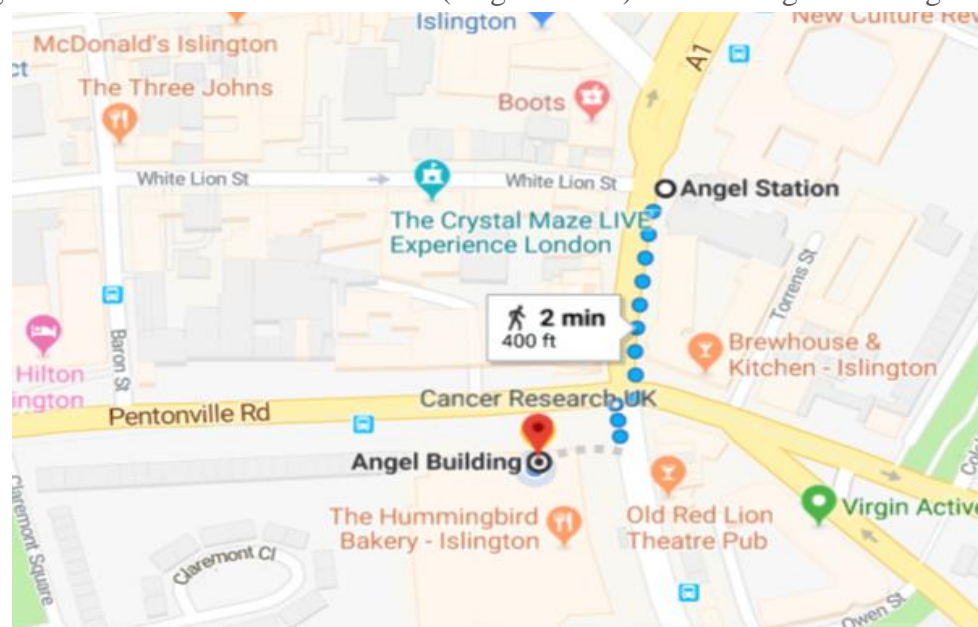 Islington
New Culture Rev
McDonald's Islington
ct
The Three Johns
A1
Boots
White Lion St
White Lion St
Angel Station
The Crystal Maze LIVE
Experience London
Torrens St
2 min
400 ft
Brewhouse &
Kitchen - Islington
Baron St
Hilton
ington
Cancer Research UK
Pentonville Rd
Angel Building
Claremont Square
The Hummingbird
Bakery - Islington
Old Red Lion
Theatre Pub
Virgin Active
Claremont Cl
Owen St